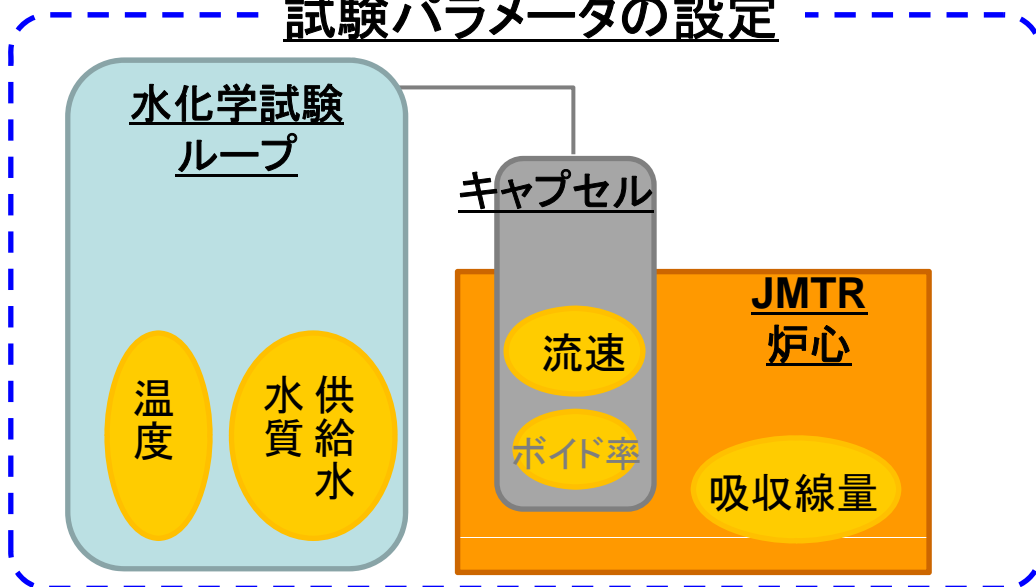 試験パラメータの設定
水化学試験
ループ
キャプセル
JMTR
炉心
流速
温度
供給水
水質
ボイド率
吸収線量